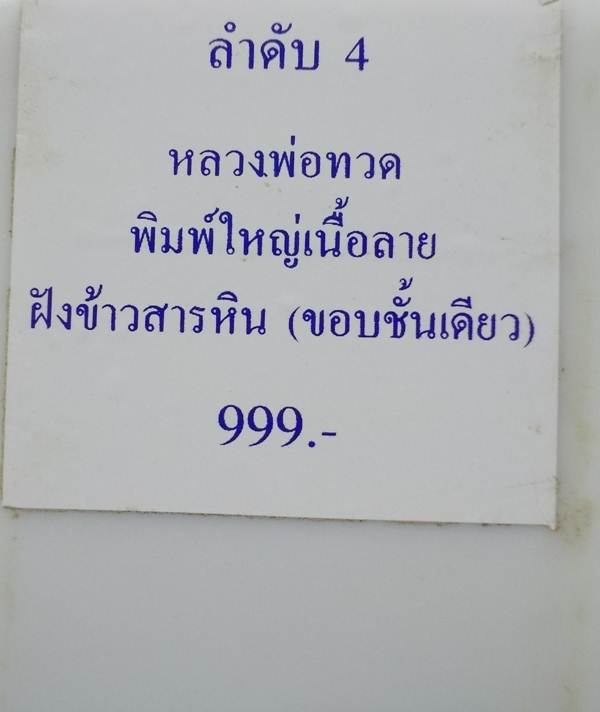 ลำดับ 4
หลวงพ่อทวด
พิมพ์ใหญ่เนื้อลาย
ฝังข้าวสารหิน (ขอบชั้นเดียว)
999.-